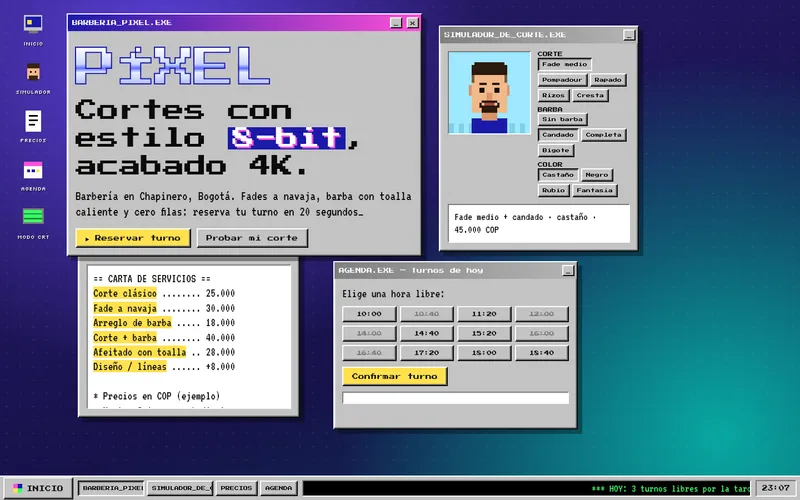 INICIO
SIMULADOR
PRECIOS
AGENDA
MODO CRT
BARBERIA_PIXEL.EXE
PiXEL
Cortes con
estilo 8-bit,
acabado 4K.
Barbería en Chapinero, Bogotá. Fades a navaja, barba con toalla
caliente y cero filas: reserva tu turno en 20 segundos_
▸ Reservar turno
Probar mi corte
SIMULADOR_DE_CORTE.EXE
CORTE
Fade medio
Pompadour Rapado
Rizos Cresta
BARBA
Sin barba
Candado Completa
Bigote
COLOR
Castaño Negro
Rubio Fantasia
Fade medio + candado · castaño ·
45.000 COP
== CARTA DE SERVICIOS ==
Corte clásico ........ 25.000
Fade a navaja ........ 30.000
Arreglo de barba ..... 18.000
Corte + barba ........ 40.000
Afeitado con toalla .. 28.000
Diseño / líneas ...... +8.000
* Precios en COP (ejemplo)
AGENDA.EXE — Turnos de hoy
Elige una hora libre:
10:00 10:40 11:20 12:00
14:00 14:40 15:20 16:00
16:40 17:20 18:00 18:40
Confirmar turno
INICIO
BARBERIA_PIXEL
SIMULADOR_DE_C
PRECIOS
AGENDA
*** HOY: 3 turnos libres por la tard
23:07